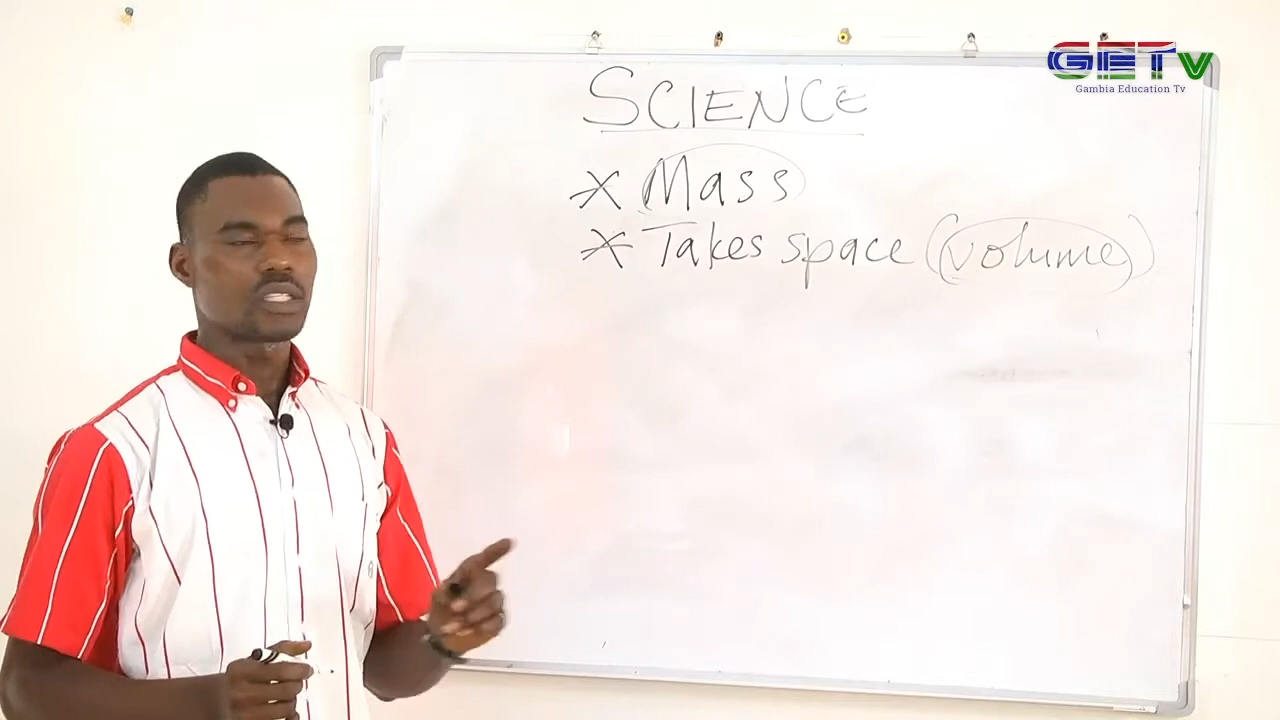 GETv
Gambia Education Tv
SCIENCE
* Mass
* Takes space (volume)